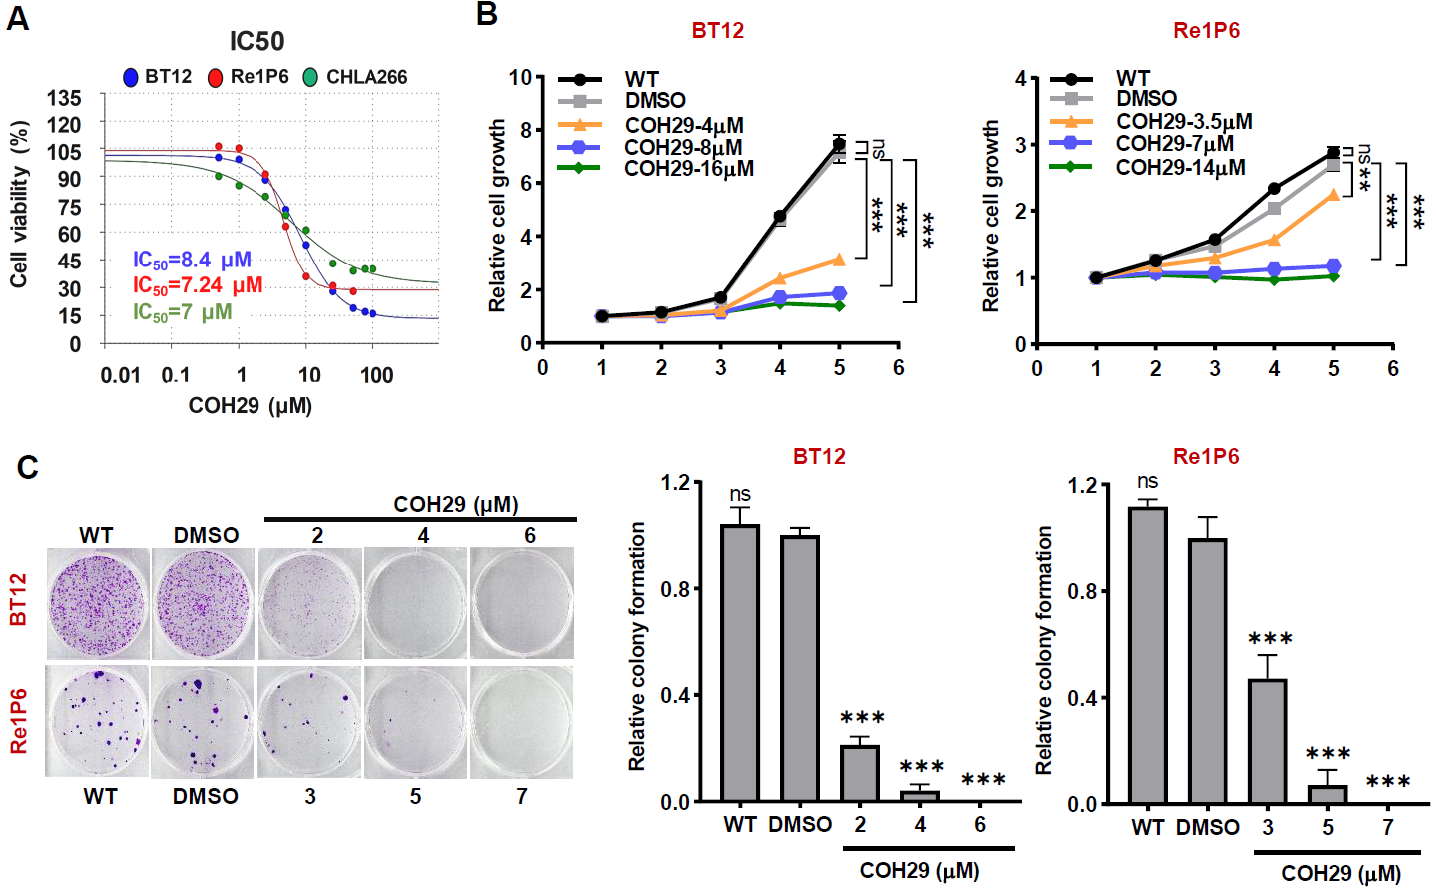 A
IC50
BT12 Re1P6 CHLA266
Cell viability (%)
135
120
105
90
75
60
45
30
15
0
IC50=8.4 μM
IC50=7.24 μM
IC50=7 μM
0.01 0.1 1 10 100
COH29 (μM)
B
BT12
Relative cell growth
10
8
6
4
2
0
WT
DMSO
COH29-4μM
COH29-8μM
COH29-16μM
ns
***
***
***
0 1 2 3 4 5 6
Re1P6
Relative cell growth
4
3
2
1
0
WT
DMSO
COH29-3.5μM
COH29-7μM
COH29-14μM
ns
**
***
***
0 1 2 3 4 5 6
C
COH29 (μM)
WT DMSO 2 4 6
BT12
Re1P6
WT DMSO 3 5 7
BT12
Relative colony formation
1.2
0.8
0.4
0.0
ns
***
***
***
WT DMSO 2 4 6
COH29 (μM)
Re1P6
Relative colony formation
1.2
0.8
0.4
0.0
ns
***
***
***
WT DMSO 3 5 7
COH29 (μM)